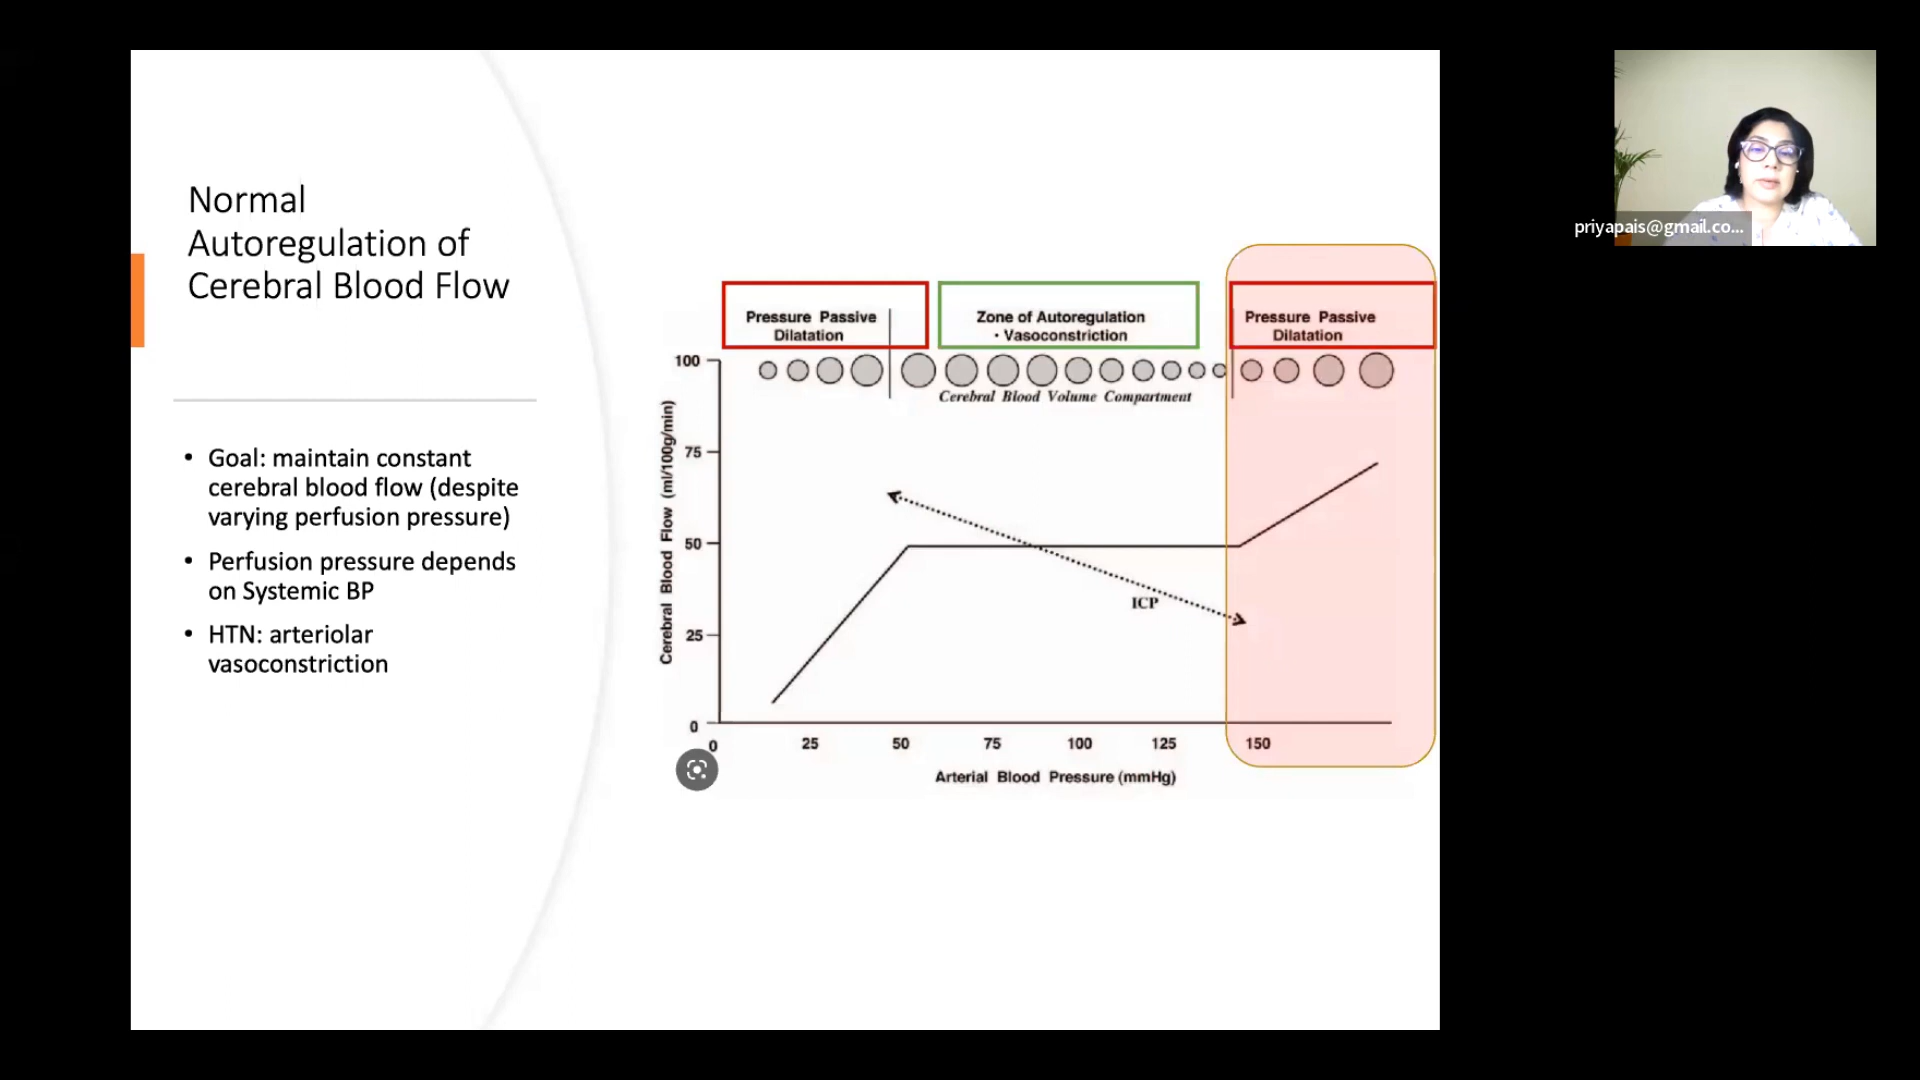 Normal
Autoregulation of
Cerebral Blood Flow
• Goal: maintain constant
cerebral blood flow (despite
varying perfusion pressure)
• Perfusion pressure depends
on Systemic BP
• HTN: arteriolar
vasoconstriction
Pressure Passive
Dilatation
Zone of Autoregulation
· Vasoconstriction
Pressure Passive
Dilatation
Cerebral Blood Volume Compartment
Cerebral Blood Flow (ml/100g/min)
100
75
50
25
0
ICP
0 25 50 75 100 125 150
Arterial Blood Pressure (mmHg)
priyapais@gmail.co...